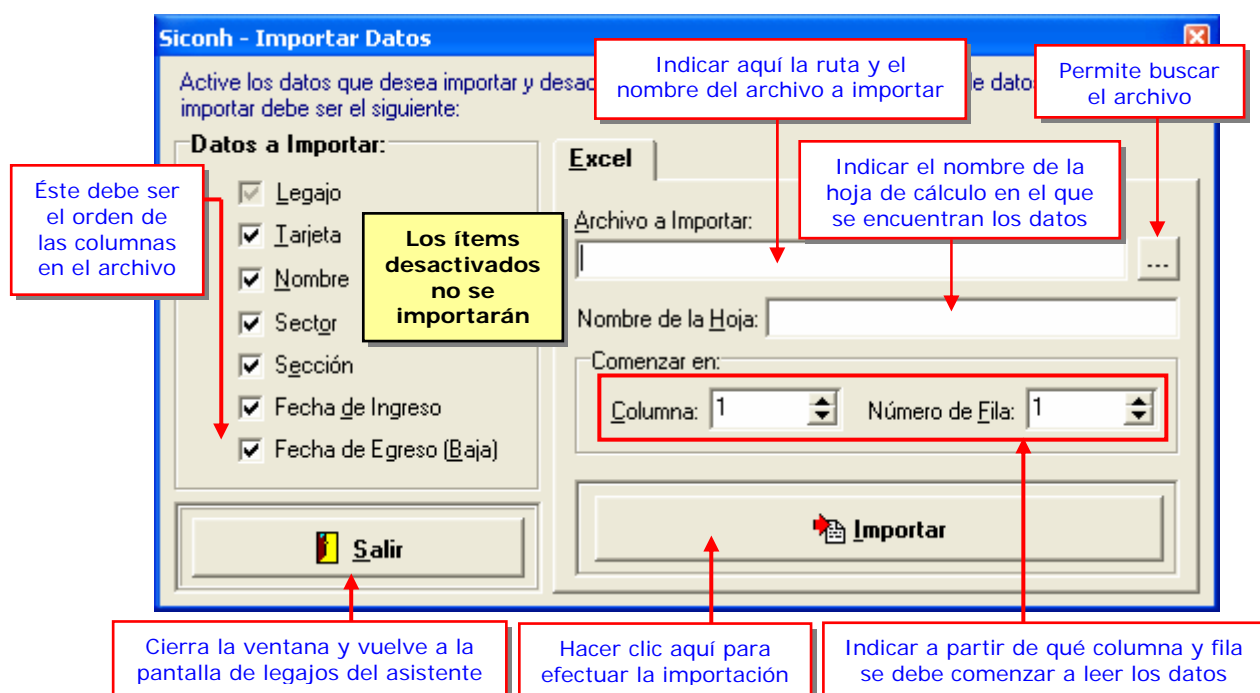 Siconh - Importar Datos
Indicar aquí la ruta y el
nombre del archivo a importar
Permite buscar
el archivo
Active los datos que desea importar y
importar debe ser el siguiente:
Datos a Importar:
Éste debe ser
el orden de
las columnas
en el archivo
Legajo
Tarjeta
Nombre
Sector
Sección
Fecha de Ingreso
Fecha de Egreso (Baja)
Los ítems
desactivados
no se
importarán
Excel
Indicar el nombre de la
hoja de cálculo en el que
se encuentran los datos
Archivo a Importar:
...
Nombre de la Hoja:
Comenzar en:
Columna: 1 Número de Fila: 1
Salir
Importar
Cierra la ventana y vuelve a la
pantalla de legajos del asistente
Hacer clic aquí para
efectuar la importación
Indicar a partir de qué columna y fila
se debe comenzar a leer los datos